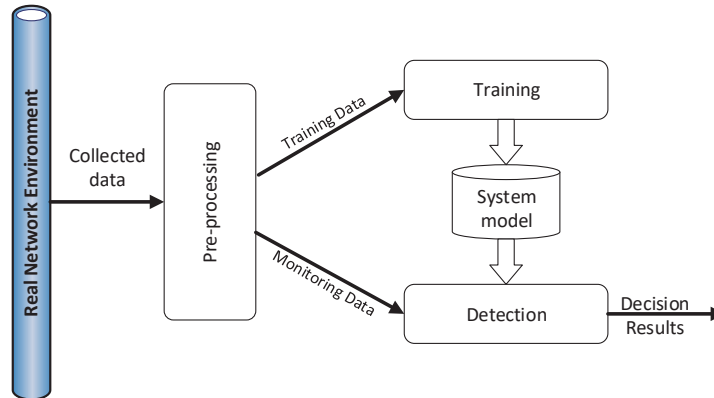 Real Network Environment
Collected
data
Pre-processing
Training Data
Monitoring Data
Training
System
model
Detection
Decision
Results